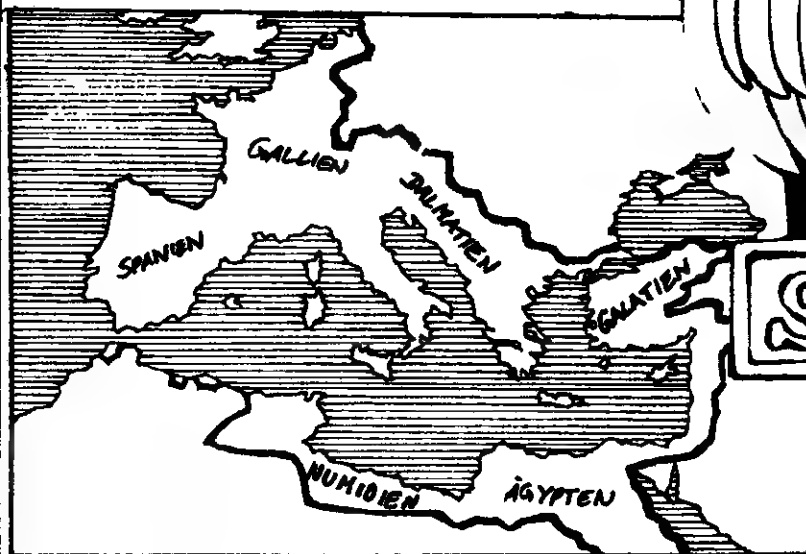 GALLIEN
DALMATIEN
SPANIEN
GALATIEN
NUMIDIEN
ÄGYPTEN